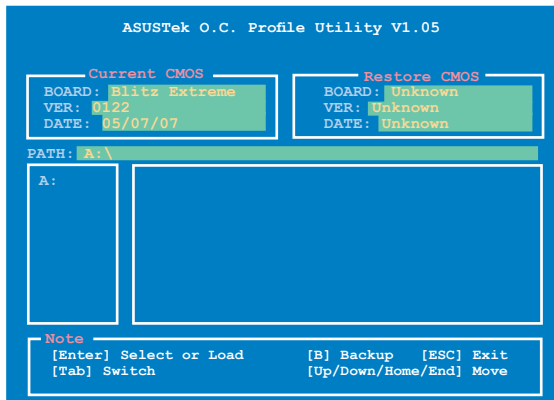 ASUSTek O.C. Profile Utility V1.05
Current CMOS
BOARD: Blitz Extreme
VER: 0122
DATE: 05/07/07
Restore CMOS
BOARD: Unknown
VER: Unknown
DATE: Unknown
PATH: A:\
A:
Note
[Enter] Select or Load [B] Backup [ESC] Exit
[Tab] Switch [Up/Down/Home/End] Move